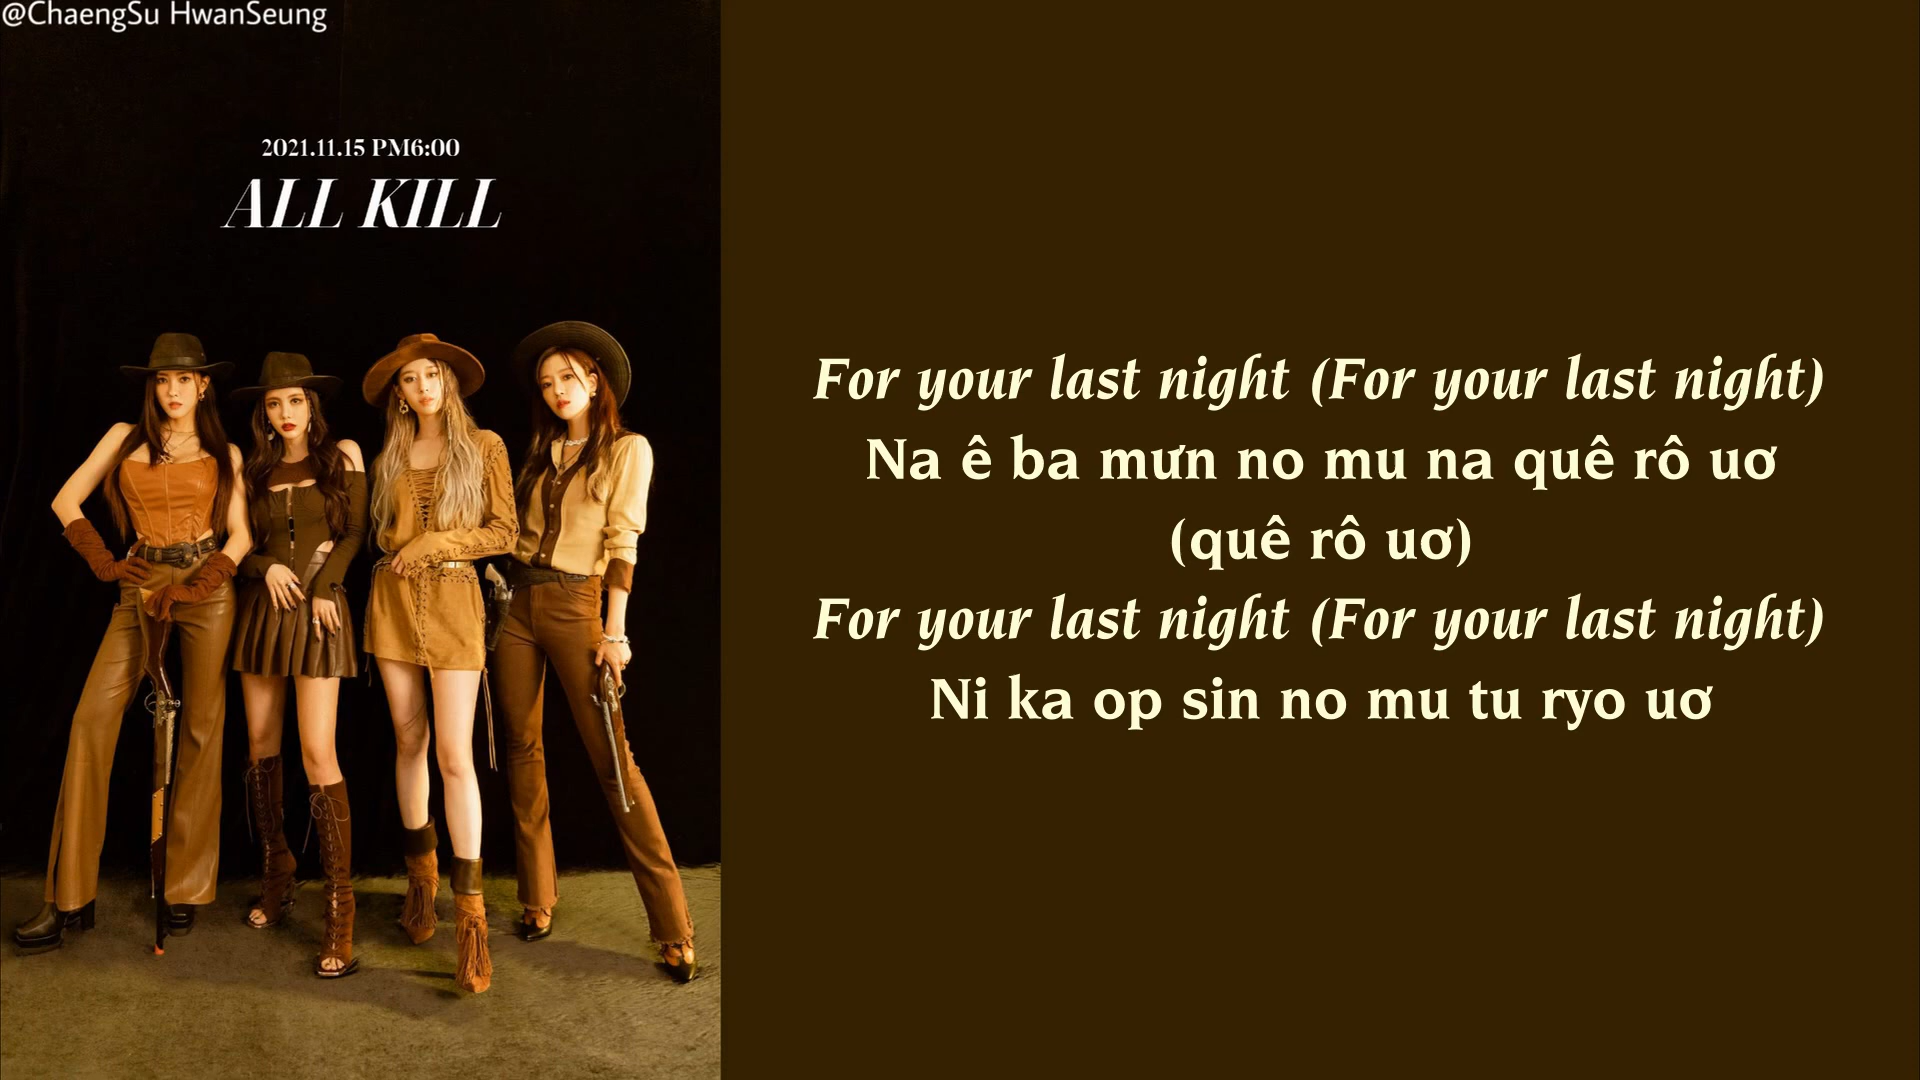 @ChaengSu HwanSeung
2021.11.15 PM6:00
ALL KILL
For your last night (For your last night)
Na ê ba mưn no mu na quê rô uơ
(quê rô uơ)
For your last night (For your last night)
Ni ka op sin no mu tu ryo uơ